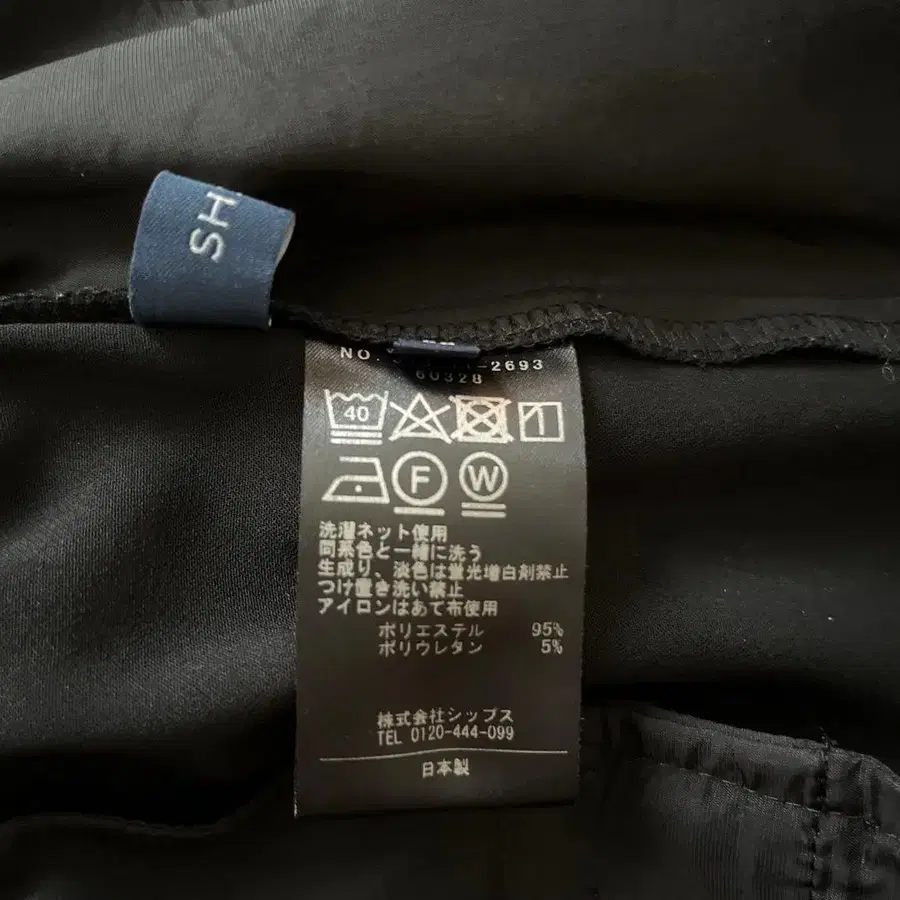 SH
NO.
-2693
60328
40
F W
洗濯ネット使用
同系色と一緒に洗う
生成り、淡色は蛍光増白剤禁止
つけ置き洗い禁止
アイロンはあて布使用
ポリエステル 95%
ポリウレタン 5%
株式会社シップス
TEL 0120-444-099
日本製